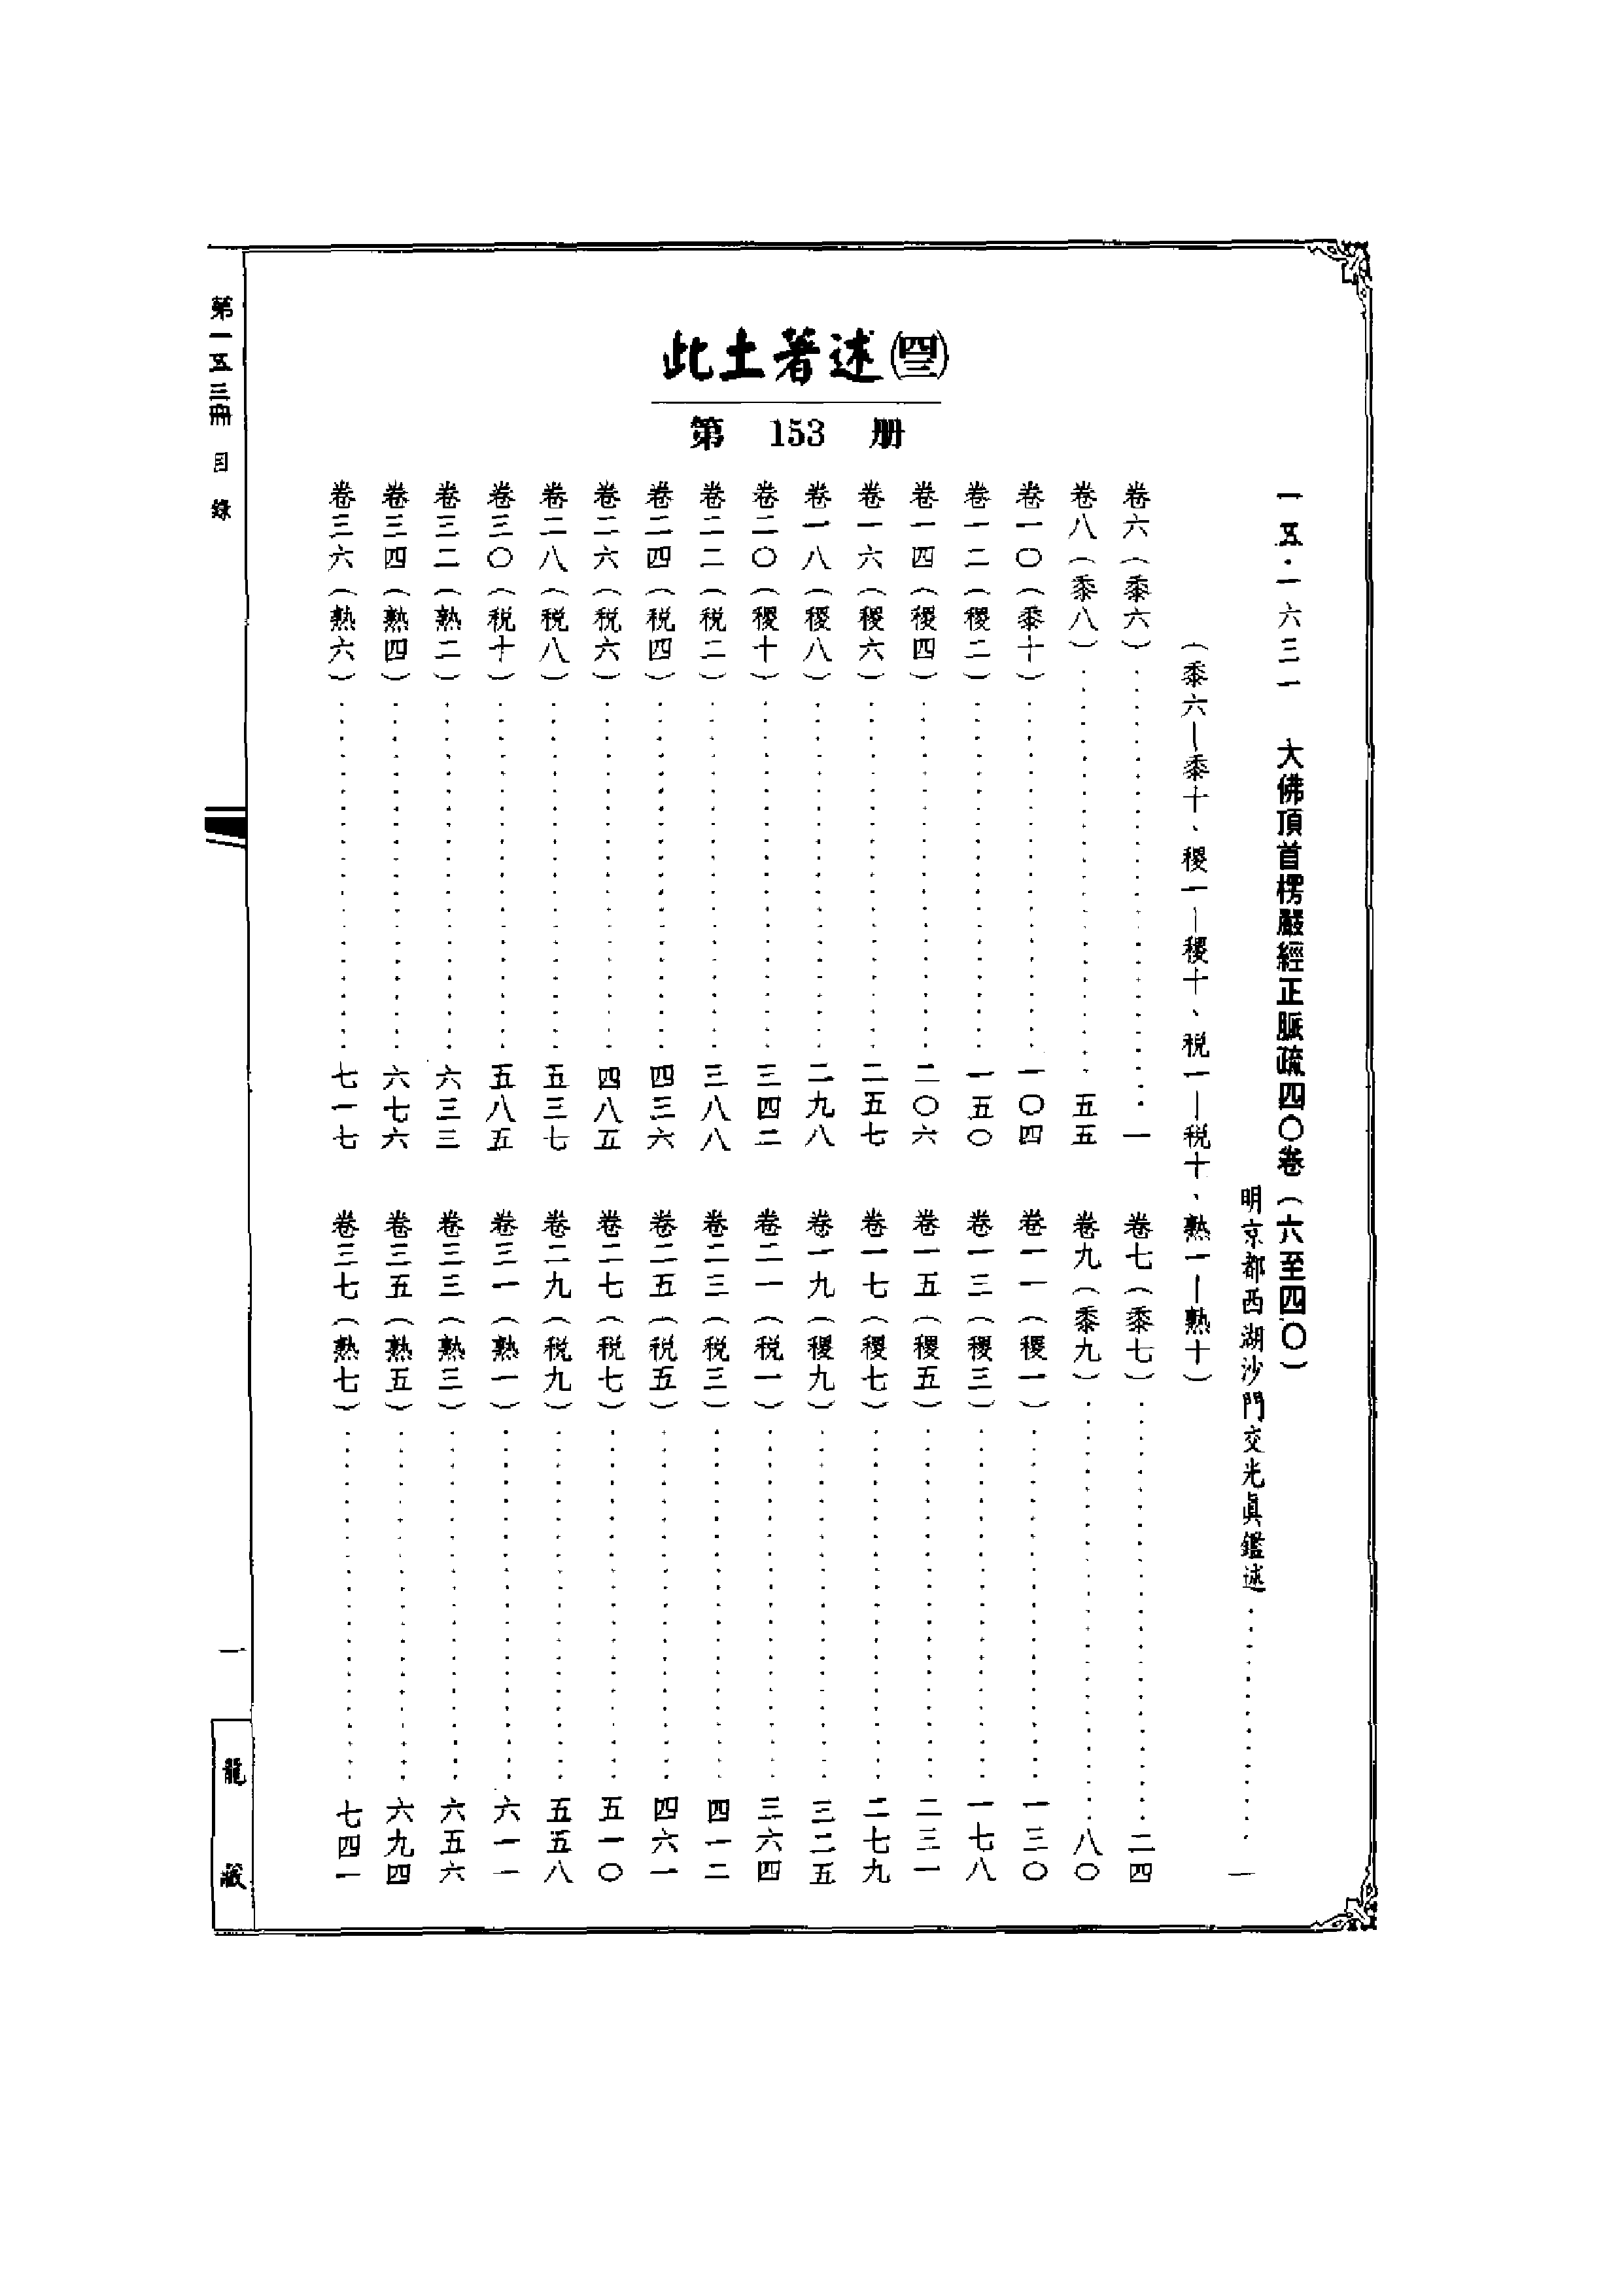 此土著述㊸
第 153 册
一五·一六三一 大佛頂首楞嚴經正脈疏四〇卷（六至四〇）
明京都西湖沙門交光眞鑑述…………一
（黍六—黍十、稷一—稷十、税一—税十、熟一—熟十）
卷六（黍六）…………一
卷七（黍七）…………二四
卷八（黍八）…………五五
卷九（黍九）…………八〇
卷一〇（黍十）…………一〇四
卷一一（稷一）…………一三〇
卷一二（稷二）…………一五〇
卷一三（稷三）…………一七八
卷一四（稷四）…………二〇六
卷一五（稷五）…………二三一
卷一六（稷六）…………二五七
卷一七（稷七）…………二七九
卷一八（稷八）…………二九八
卷一九（稷九）…………三二五
卷二〇（稷十）…………三四二
卷二一（税一）…………三六四
卷二二（税二）…………三八八
卷二三（税三）…………四一二
卷二四（税四）…………四三六
卷二五（税五）…………四六一
卷二六（税六）…………四八五
卷二七（税七）…………五一〇
卷二八（税八）…………五三七
卷二九（税九）…………五五八
卷三〇（税十）…………五八五
卷三一（熟一）…………六一一
卷三二（熟二）…………六三三
卷三三（熟三）…………六五六
卷三四（熟四）…………六七六
卷三五（熟五）…………六九四
卷三六（熟六）…………七一七
卷三七（熟七）…………七四一
第一五三冊 目錄
一
龍藏